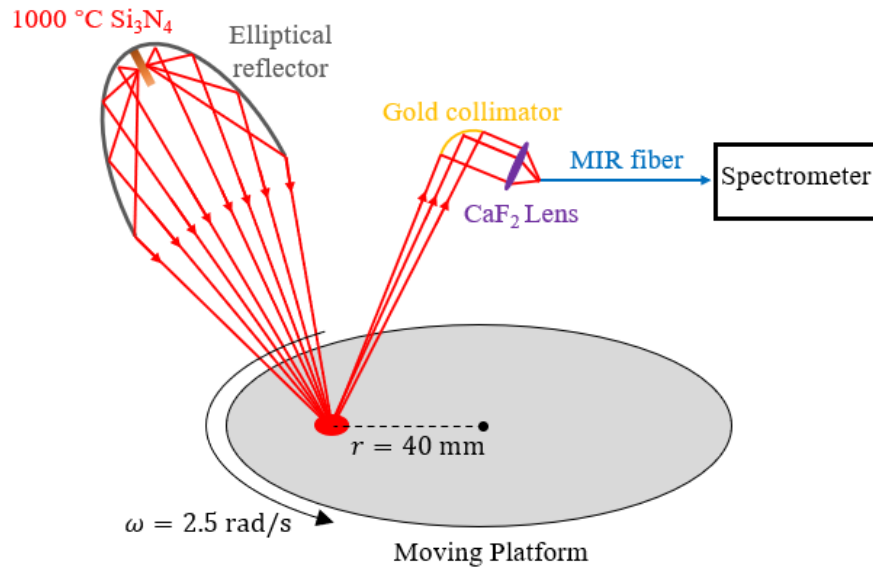 1000 °C Si₃N₄
Elliptical
reflector
Gold collimator
MIR fiber
Spectrometer
CaF₂ Lens
r = 40 mm
ω = 2.5 rad/s
Moving Platform